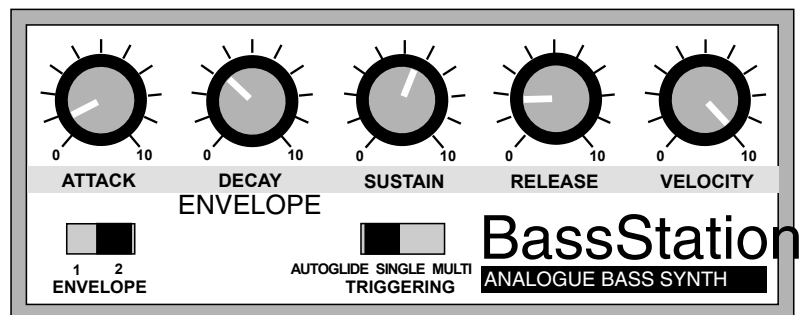 0 10 0 10 0 10 0 10 0 10
ATTACK DECAY SUSTAIN RELEASE VELOCITY
ENVELOPE
BassStation
1 2
AUTOGLIDE SINGLE MULTI
ANALOGUE BASS SYNTH
ENVELOPE
TRIGGERING